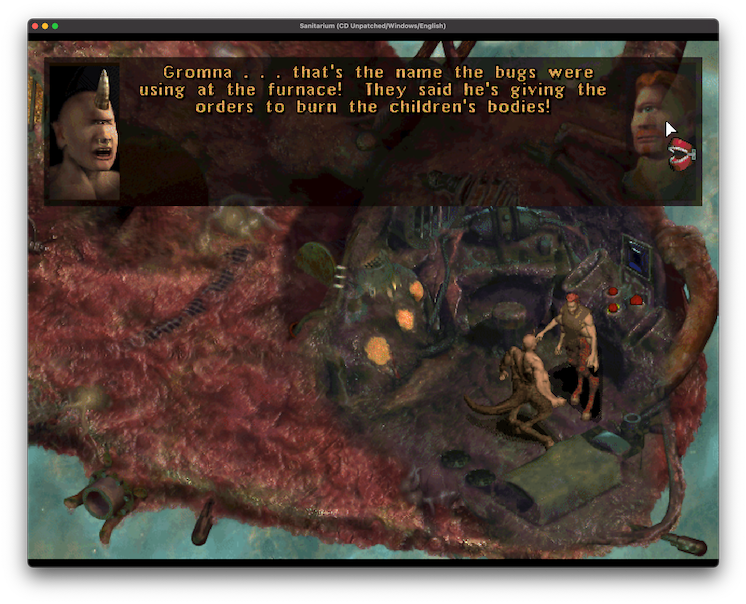 Sanitarium (CD Unpatched/Windows/English)
Gromna . . . that's the name the bugs were
using at the furnace!  They said he's giving the
orders to burn the children's bodies!